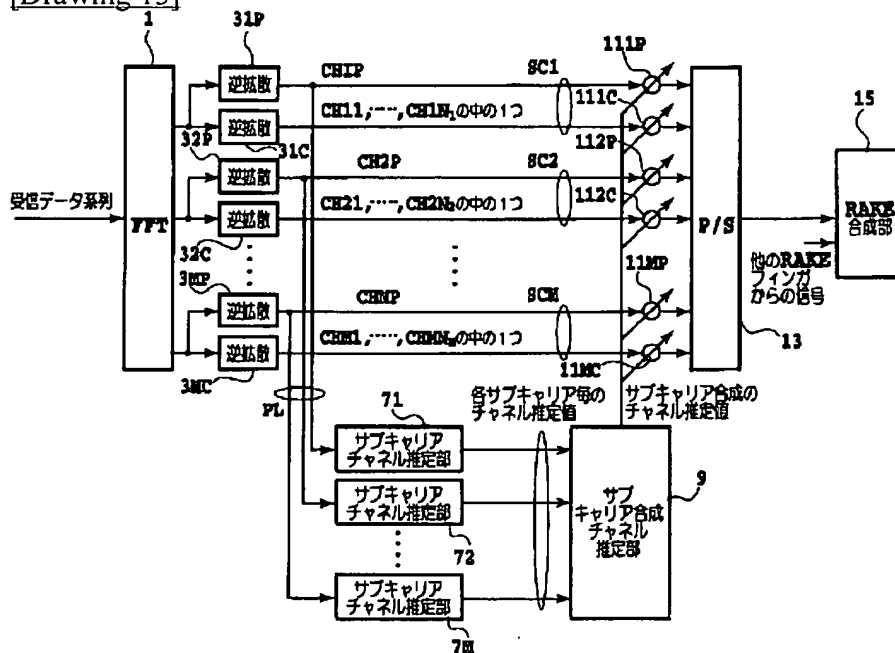 [Drawing 13]
1
31P
逆拡散
CH1P
SC1
111P
逆拡散
CH11,····,CH1N₁の中の1つ
111C
31C
32P
112P
15
逆拡散
CH2P
SC2
受信データ系列
FFT
逆拡散
CH21,····,CH2N₂の中の1つ
112C
P/S
RAKE
合成部
32C
3MP
11MP
他のRAKE
フィンガ
からの信号
逆拡散
CHMP
SCM
逆拡散
CHM1,····,CHMNMの中の1つ
13
3MC
11MC
PL
71
各サブキャリア毎の
チャネル推定値
サブキャリア合成の
チャネル推定値
サブキャリア
チャネル推定部
9
サブキャリア
チャネル推定部
72
サブ
キャリア合成
チャネル
推定部
サブキャリア
チャネル推定部
7M